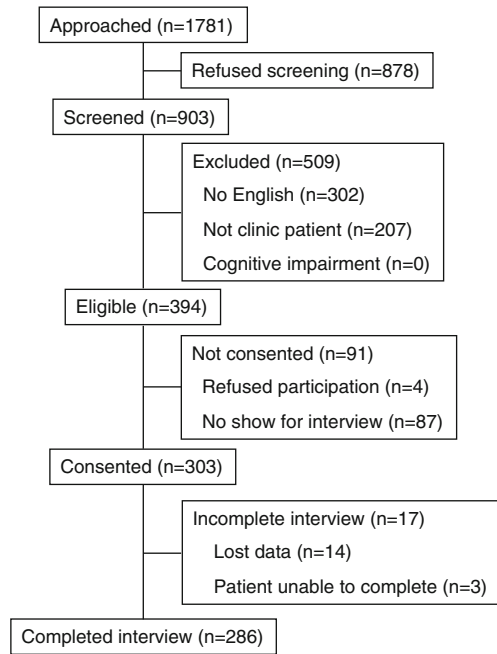 Approached (n=1781)
Refused screening (n=878)
Screened (n=903)
Excluded (n=509)
No English (n=302)
Not clinic patient (n=207)
Cognitive impairment (n=0)
Eligible (n=394)
Not consented (n=91)
Refused participation (n=4)
No show for interview (n=87)
Consented (n=303)
Incomplete interview (n=17)
Lost data (n=14)
Patient unable to complete (n=3)
Completed interview (n=286)